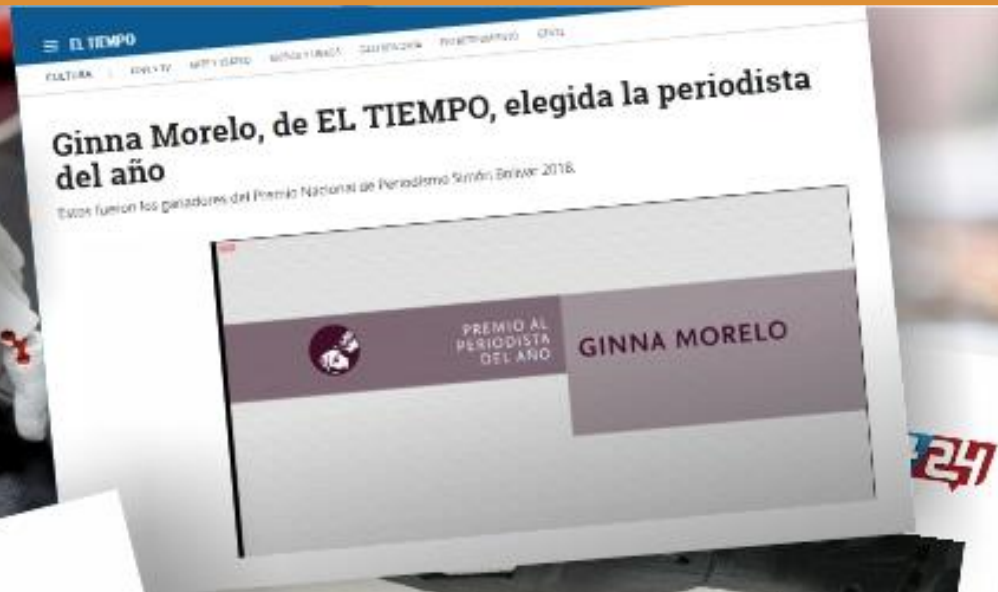 EL TIEMPO
CULTURA
Ginna Morelo, de EL TIEMPO, elegida la periodista
del año
Estos fueron los ganadores del Premio Nacional de Periodismo Simón Bolívar 2018.
PREMIO AL
PERIODISTA
DEL AÑO
GINNA MORELO
24